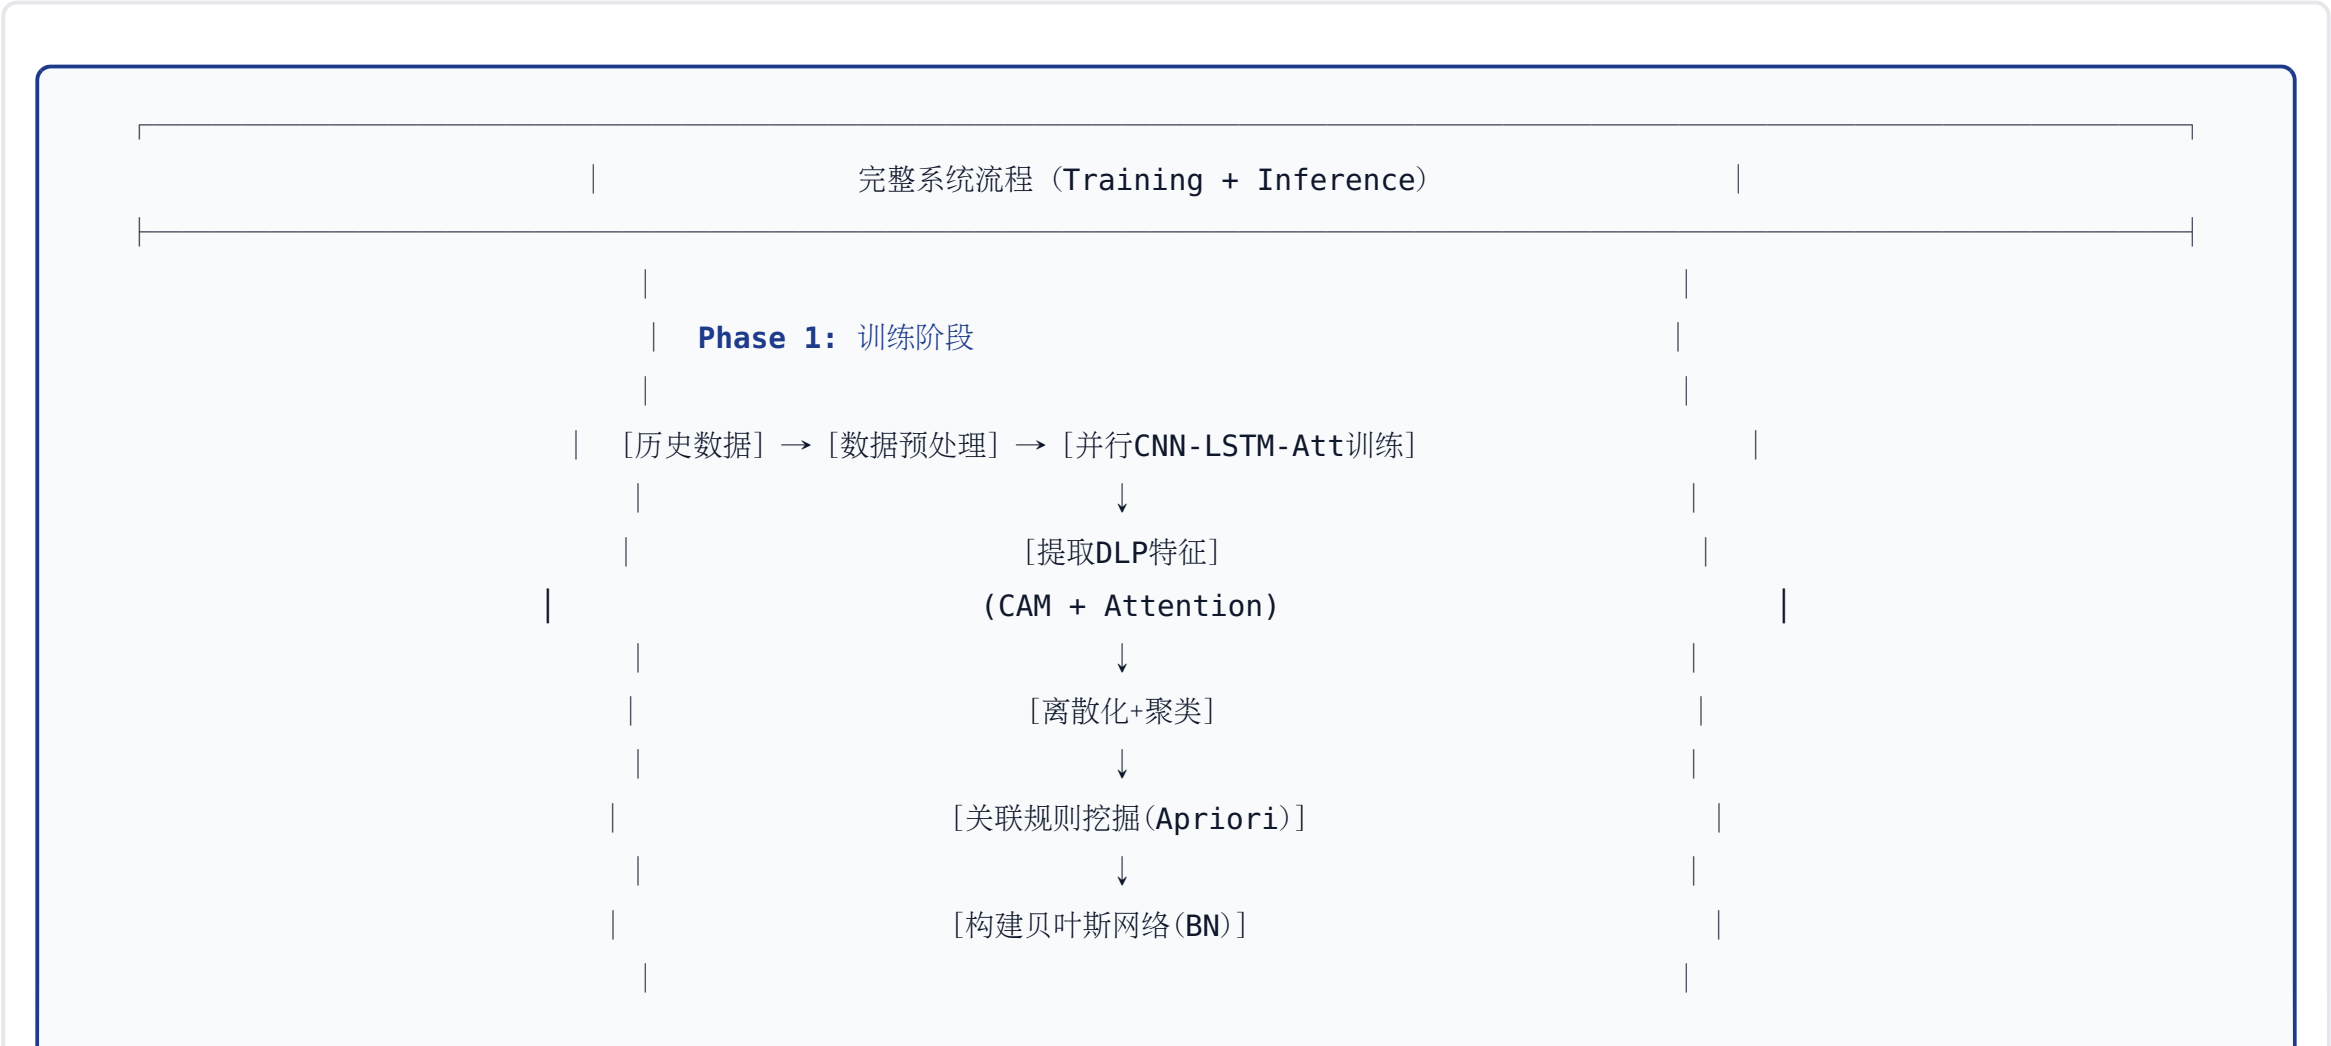 完整系统流程（Training + Inference）
Phase 1: 训练阶段
[历史数据] → [数据预处理] → [并行CNN-LSTM-Att训练]
↓
[提取DLP特征]
(CAM + Attention)
↓
[离散化+聚类]
↓
[关联规则挖掘(Apriori)]
↓
[构建贝叶斯网络(BN)]